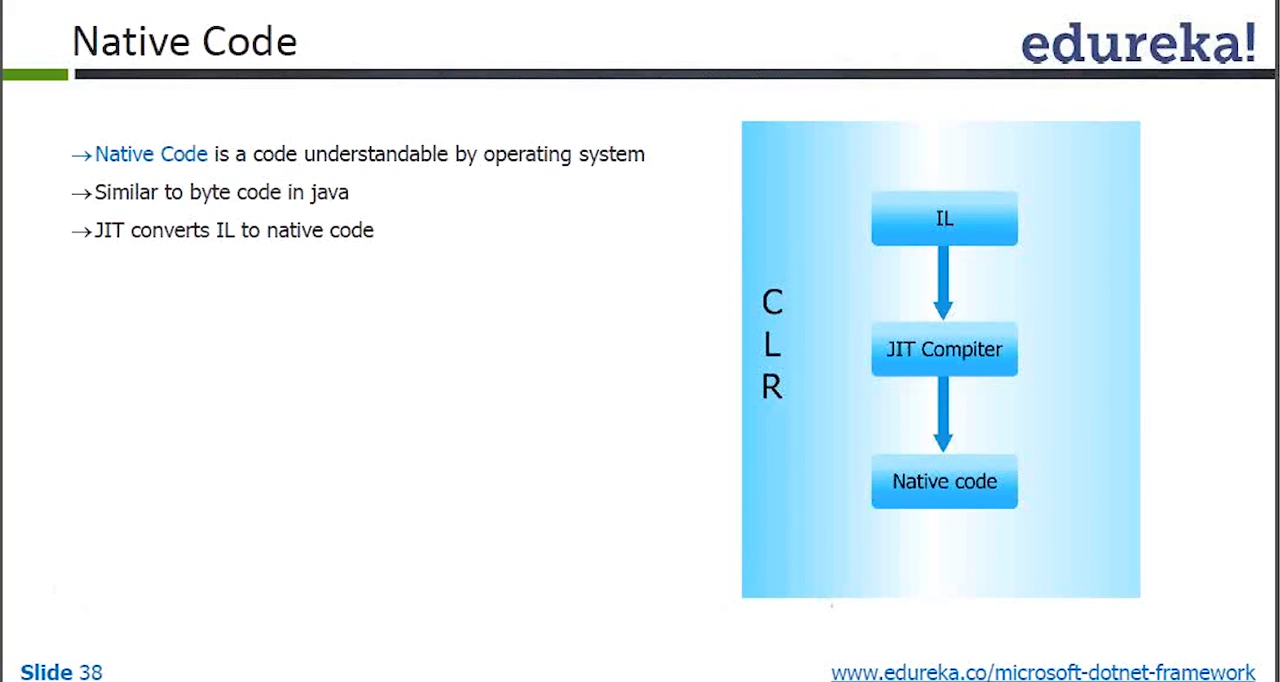 Native Code
edureka!
→Native Code is a code understandable by operating system
→Similar to byte code in java
→JIT converts IL to native code
C
L
R
IL
JIT Compiter
Native code
Slide 38
www.edureka.co/microsoft-dotnet-framework